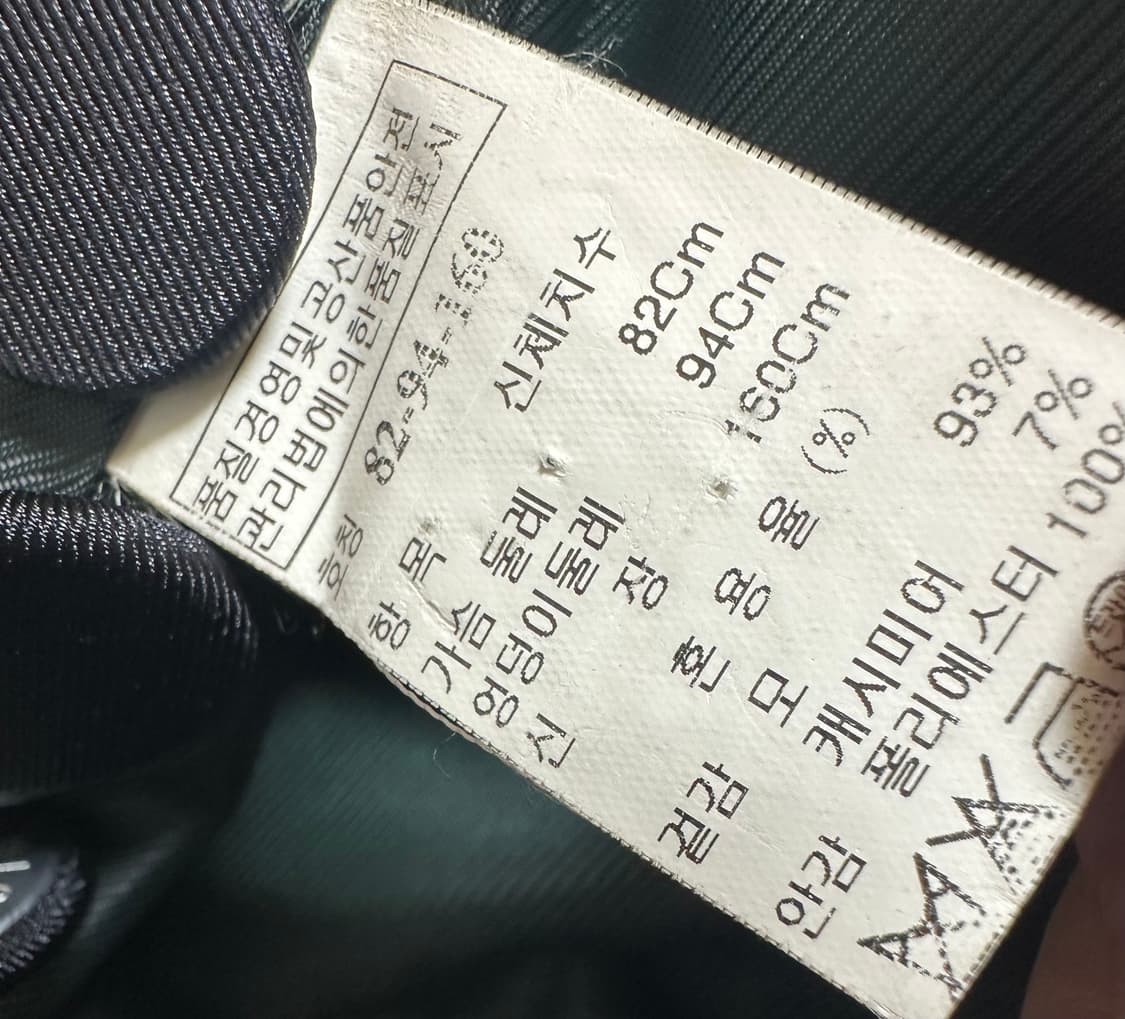 품질경영및 공산품안전
관리법에의한품질표시
호칭 82-94-160
항 목 신체치수
가슴 둘레 82Cm
엉덩이둘레 94Cm
신 장 160Cm
혼 용 율 (%)
겉감 모 93%
캐시미어 7%
안감 폴리에스터 100%